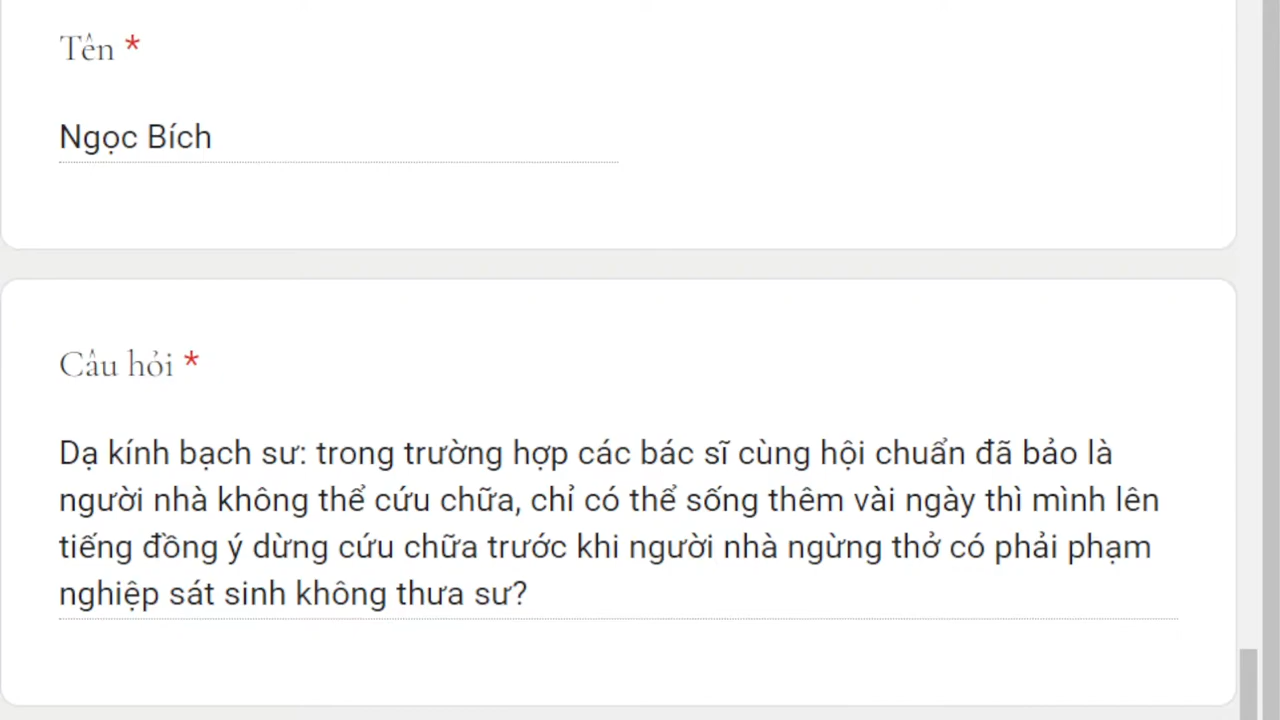 Tên *
Ngọc Bích
Câu hỏi *
Dạ kính bạch sư: trong trường hợp các bác sĩ cùng hội chuẩn đã bảo là
người nhà không thể cứu chữa, chỉ có thể sống thêm vài ngày thì mình lên
tiếng đồng ý dừng cứu chữa trước khi người nhà ngừng thở có phải phạm
nghiệp sát sinh không thưa sư?